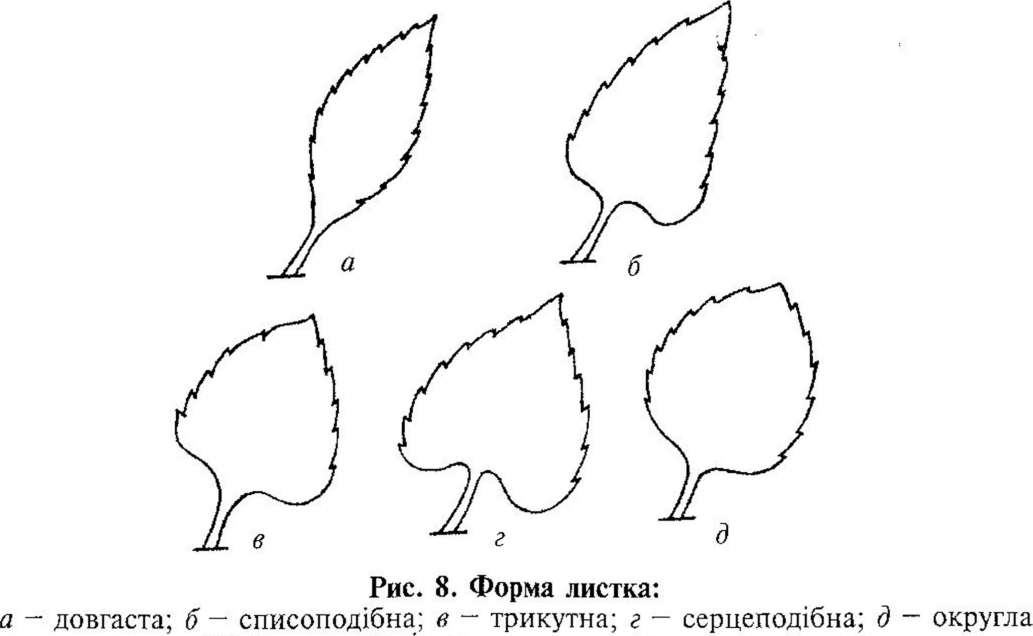 а
б
в
г
д
Рис. 8. Форма листка:
а – довгаста; б – списоподібна; в – трикутна; г – серцеподібна; д – округла